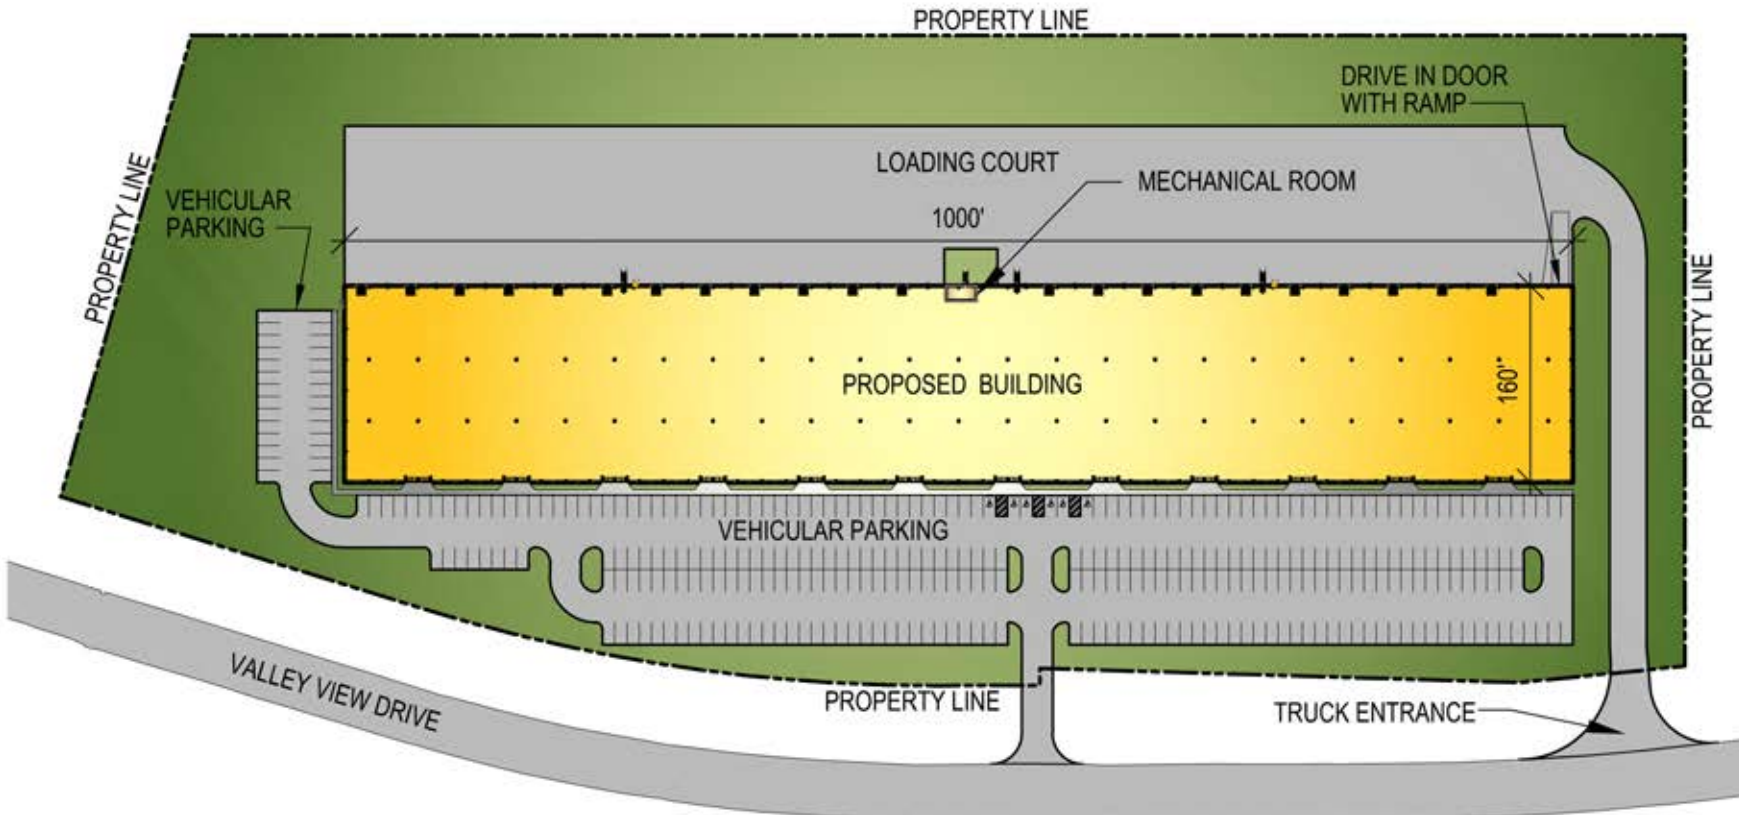 PROPERTY LINE
DRIVE IN DOOR
WITH RAMP
LOADING COURT
MECHANICAL ROOM
PROPERTY LINE
VEHICULAR
PARKING
1000'
PROPERTY LINE
PROPOSED BUILDING
160'
VEHICULAR PARKING
VALLEY VIEW DRIVE
PROPERTY LINE
TRUCK ENTRANCE